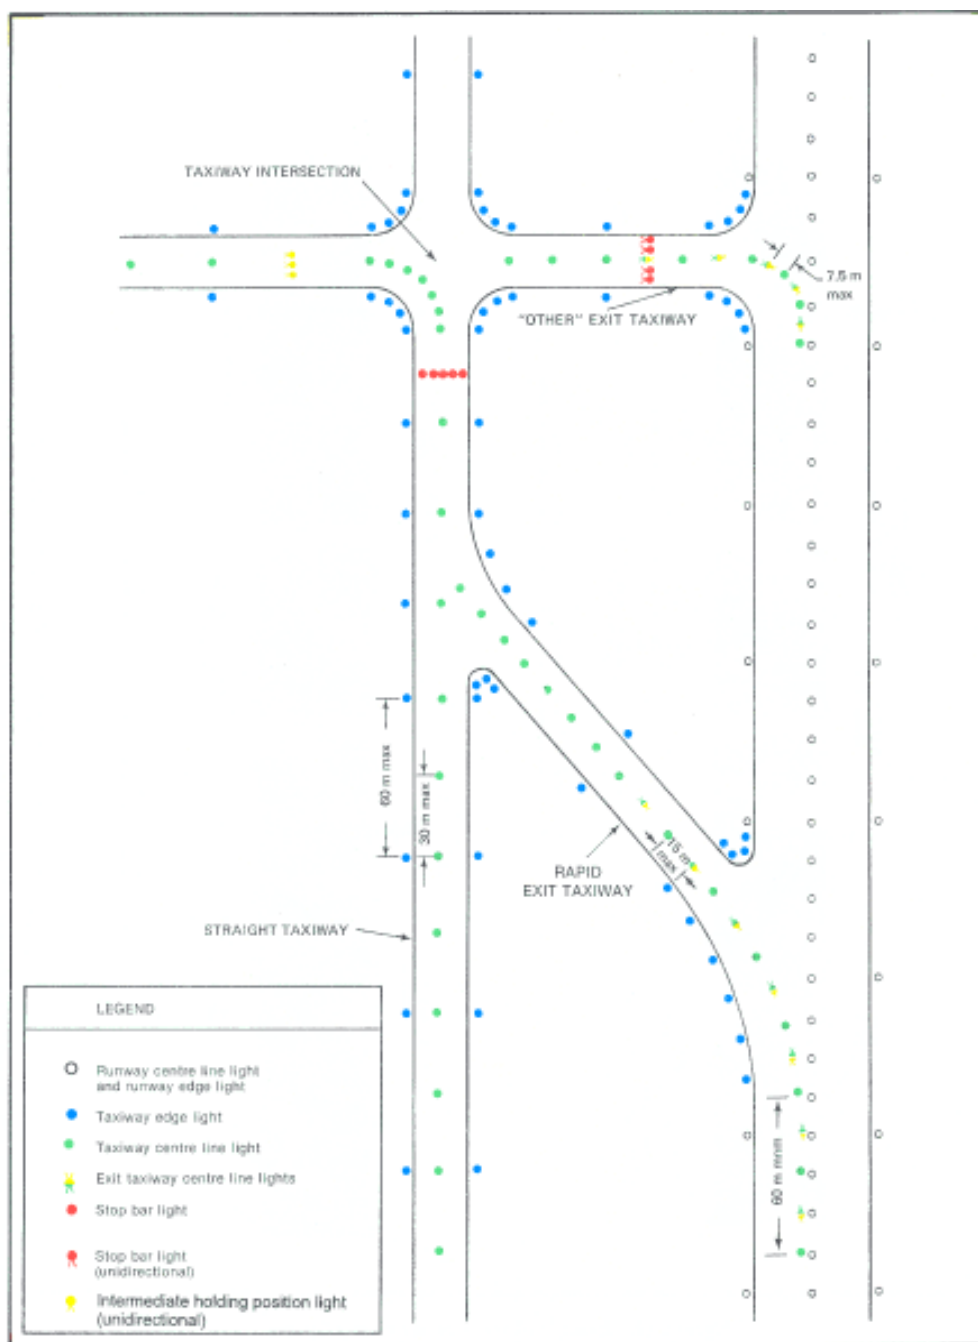 TAXIWAY INTERSECTION
7.5 m
max
"OTHER" EXIT TAXIWAY
60 m max
30 m max
15 m
max
RAPID
EXIT TAXIWAY
STRAIGHT TAXIWAY
60 m mnm
LEGEND
Runway centre line light
and runway edge light
Taxiway edge light
Taxiway centre line light
Exit taxiway centre line lights
Stop bar light
Stop bar light
(unidirectional)
Intermediate holding position light
(unidirectional)